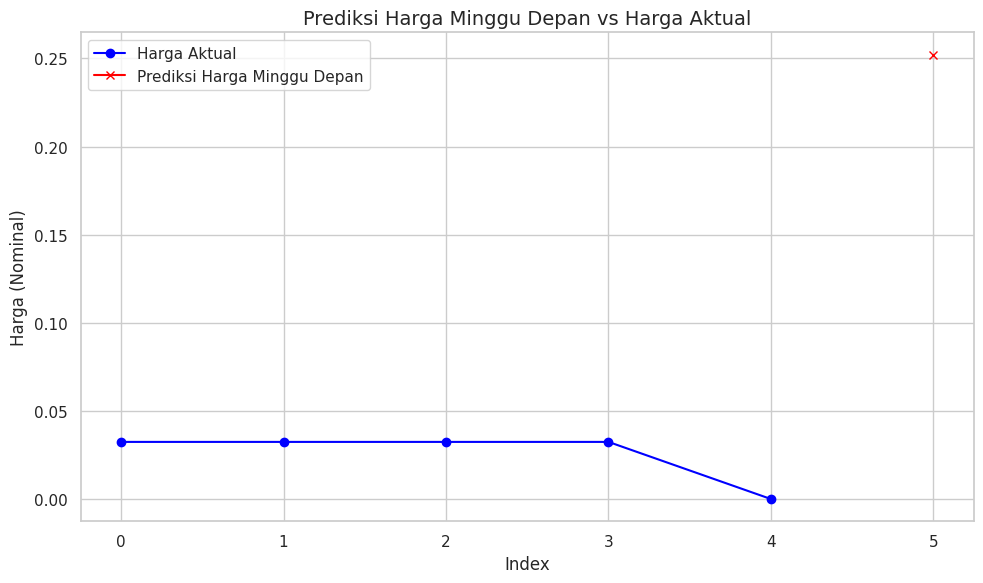 Prediksi Harga Minggu Depan vs Harga Aktual
Harga Aktual
Prediksi Harga Minggu Depan
Harga (Nominal)
0.25
0.20
0.15
0.10
0.05
0.00
0 1 2 3 4 5
Index